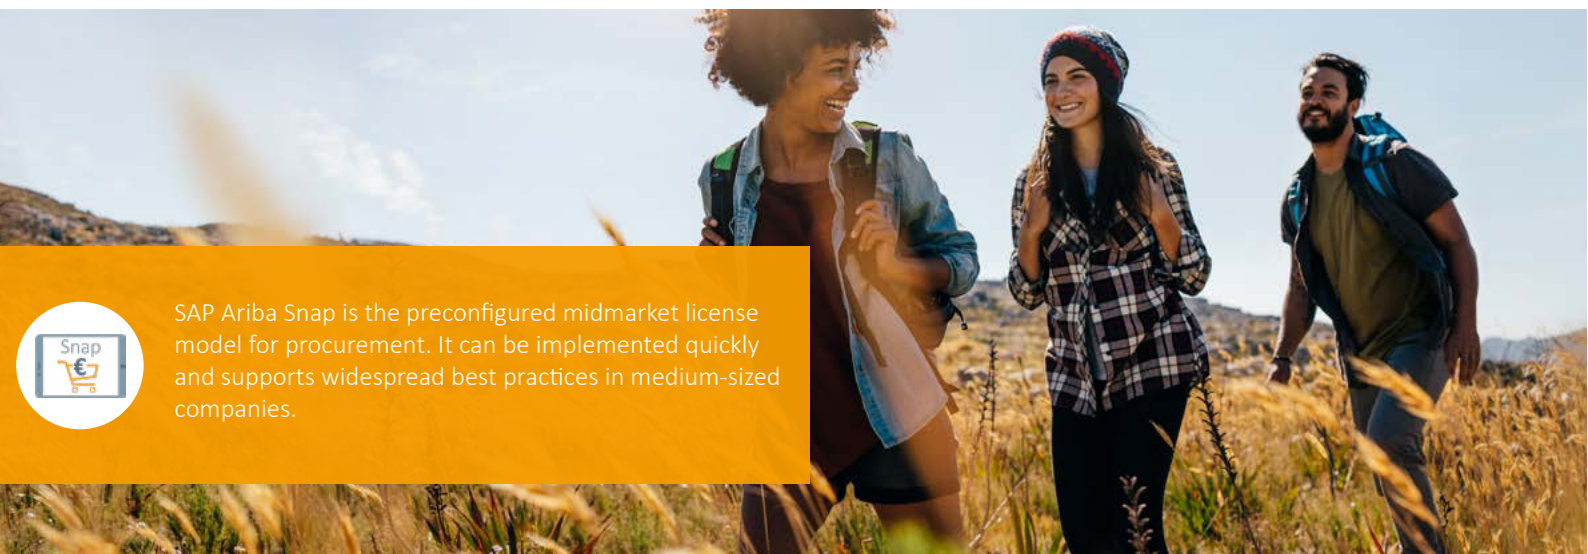 Snap
€
SAP Ariba Snap is the preconfigured midmarket license
model for procurement. It can be implemented quickly
and supports widespread best practices in medium-sized
companies.